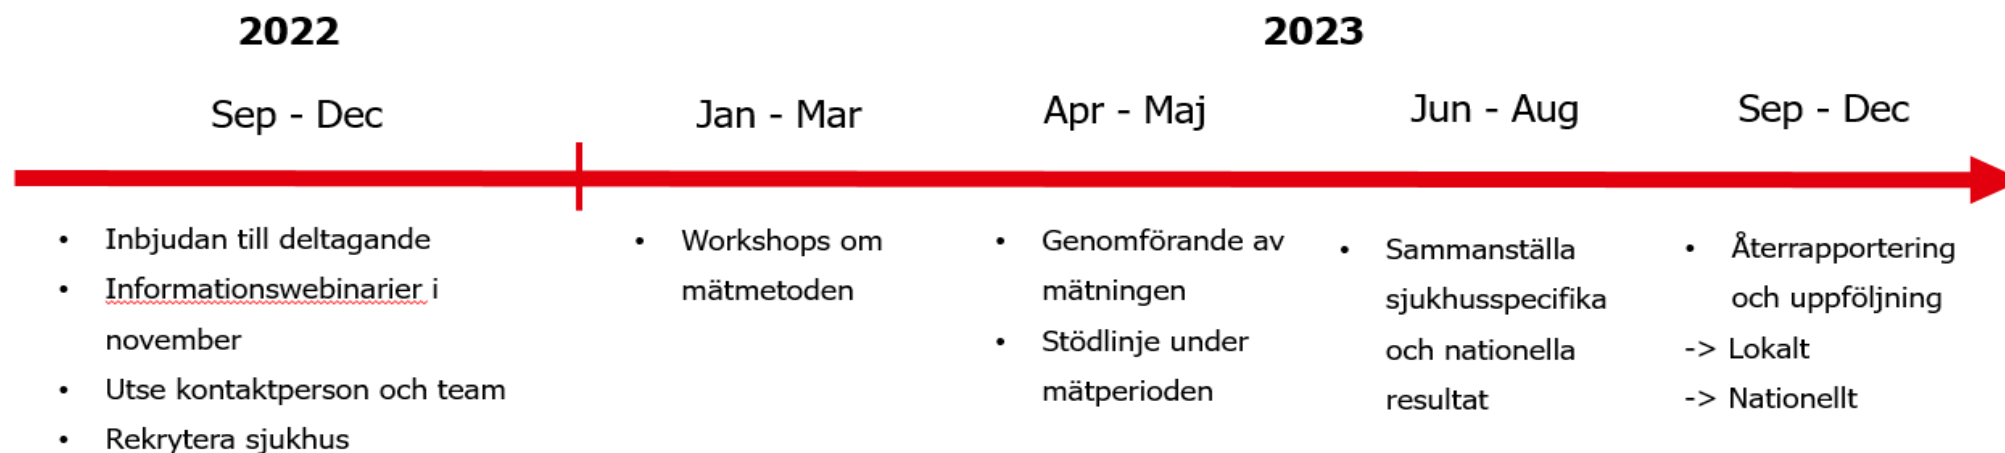 2022
2023
Sep - Dec
Jan - Mar
Apr - Maj
Jun - Aug
Sep - Dec
• Inbjudan till deltagande
• Informationswebinarier i
november
• Utse kontaktperson och team
• Rekrytera sjukhus
• Workshops om
mätmetoden
• Genomförande av
mätningen
• Stödlinje under
mätperioden
• Sammanställa
sjukhusspecifika
och nationella
resultat
• Återrapportering
och uppföljning
-> Lokalt
-> Nationellt